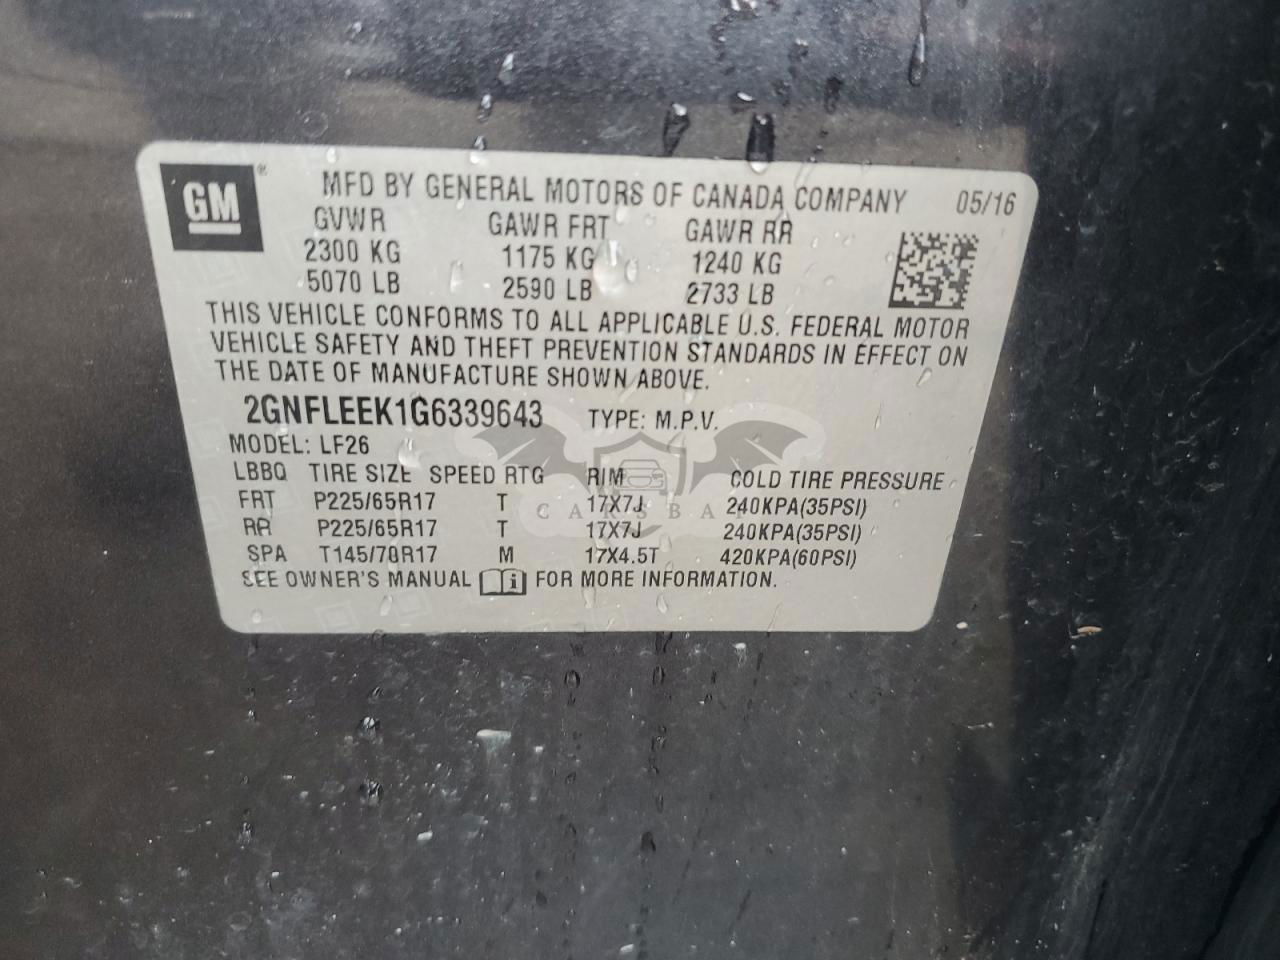 GM ® MFD BY GENERAL MOTORS OF CANADA COMPANY 05/16
GVWR GAWR FRT GAWR RR
2300 KG 1175 KG 1240 KG
5070 LB 2590 LB 2733 LB
THIS VEHICLE CONFORMS TO ALL APPLICABLE U.S. FEDERAL MOTOR
VEHICLE SAFETY AND THEFT PREVENTION STANDARDS IN EFFECT ON
THE DATE OF MANUFACTURE SHOWN ABOVE.
2GNFLEEK1G6339643 TYPE: M.P.V.
MODEL: LF26
LBBQ TIRE SIZE SPEED RTG RIM COLD TIRE PRESSURE
FRT P225/65R17 T 17X7J 240KPA(35PSI)
RR P225/65R17 T 17X7J 240KPA(35PSI)
SPA T145/70R17 M 17X4.5T 420KPA(60PSI)
SEE OWNER'S MANUAL i FOR MORE INFORMATION.
CARSBAT